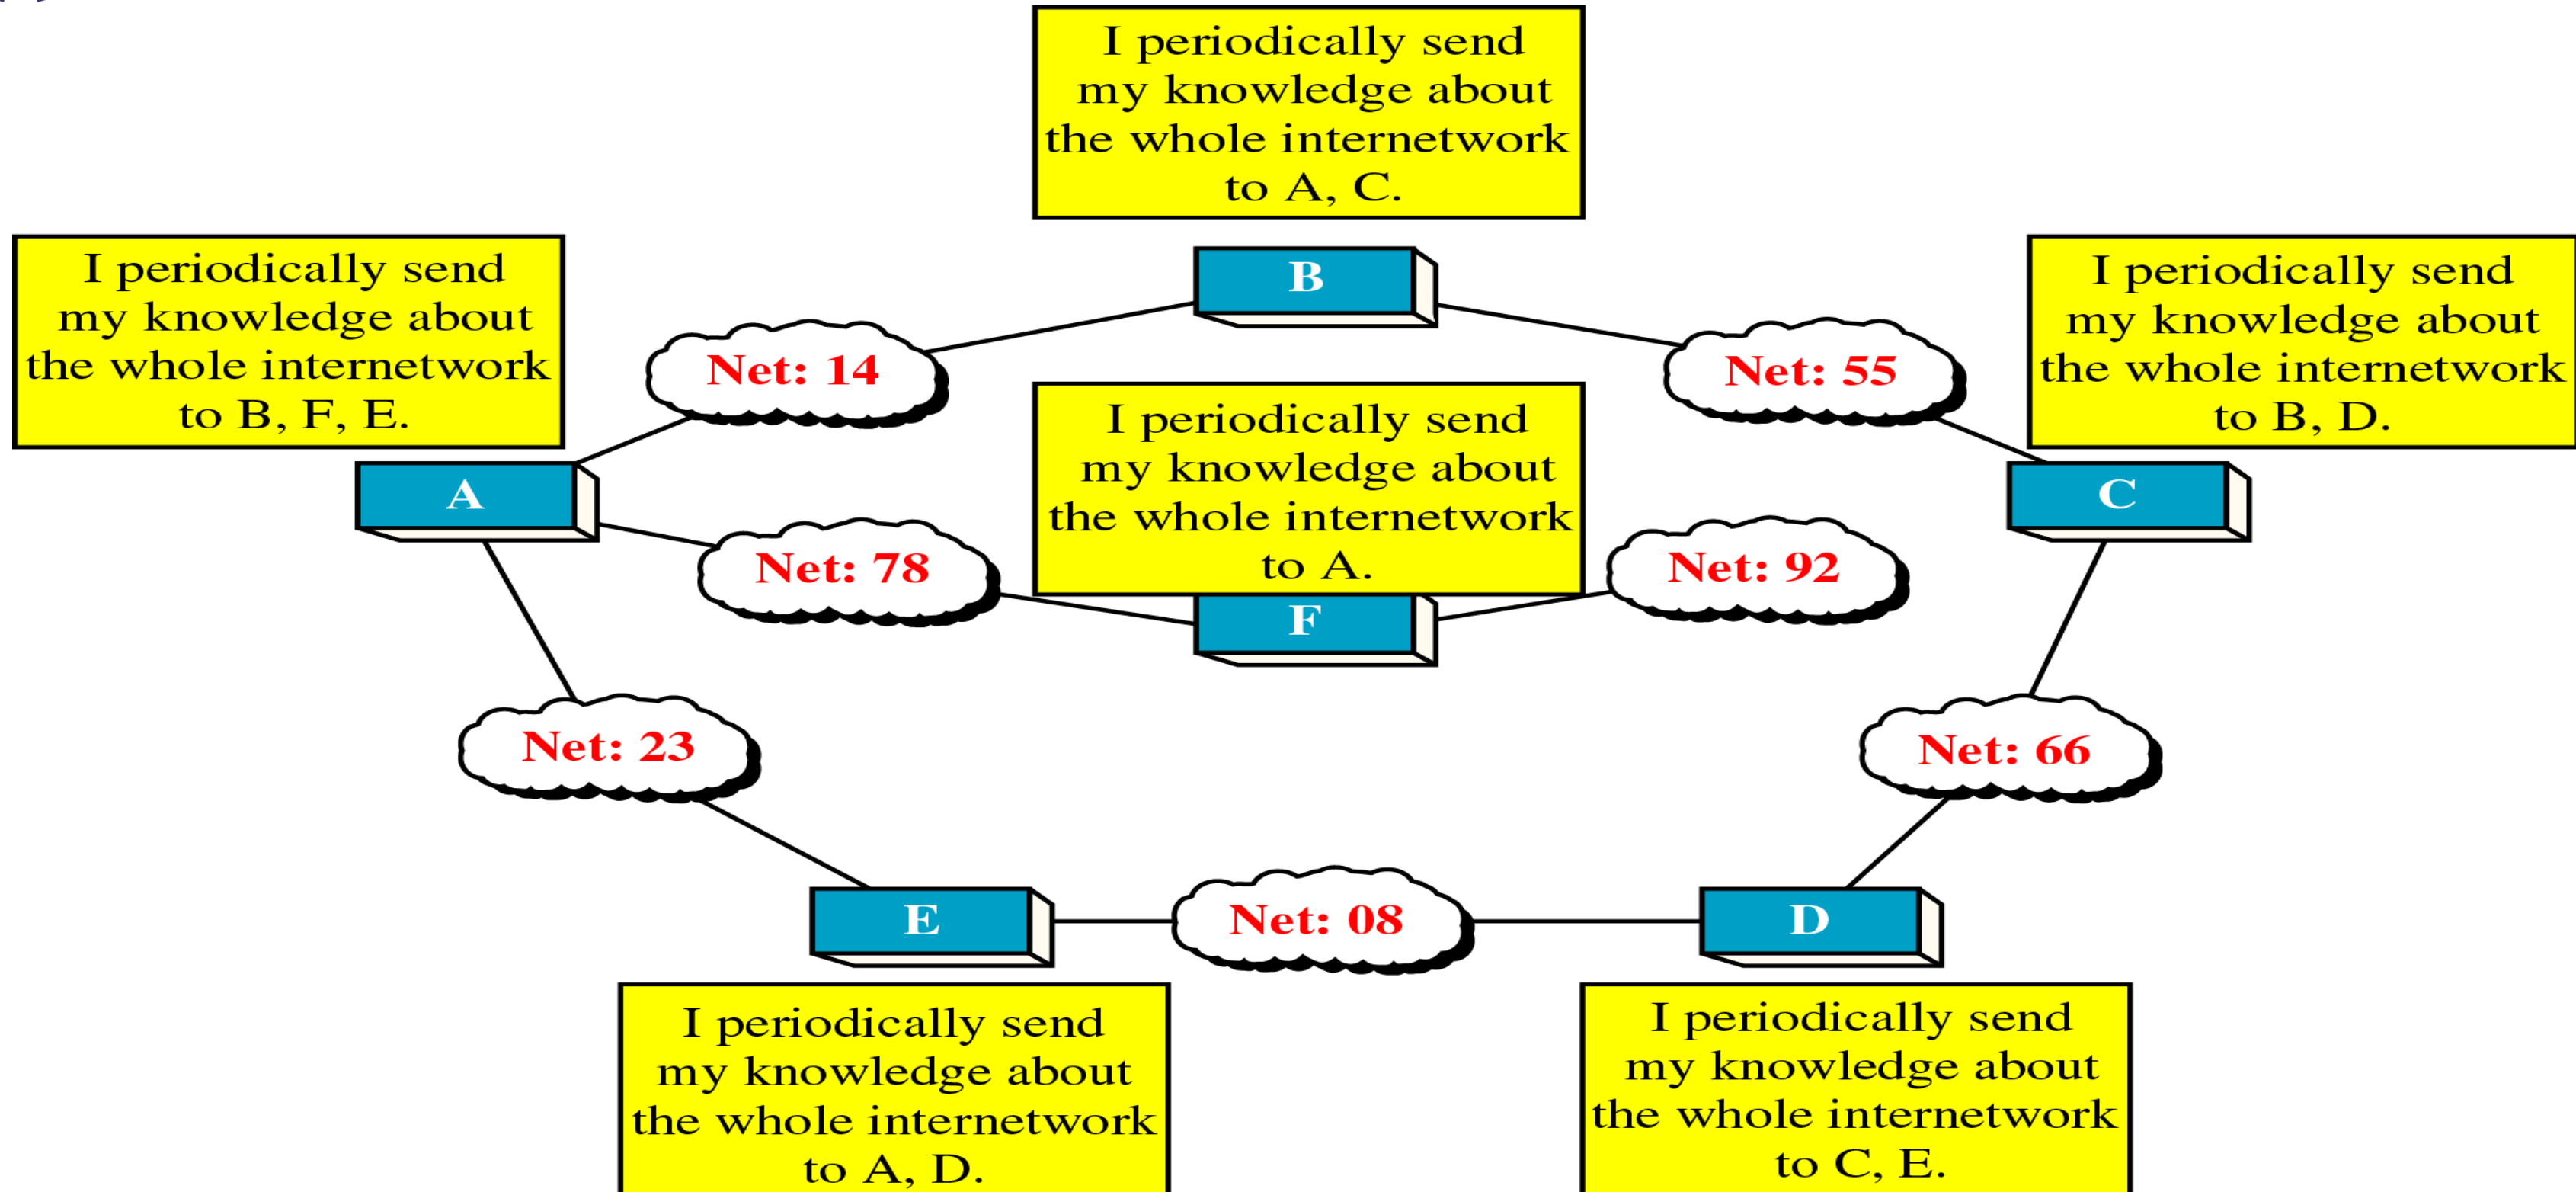 I periodically send
my knowledge about
the whole internetwork
to A, C.
I periodically send
my knowledge about
the whole internetwork
to B, F, E.
B
I periodically send
my knowledge about
the whole internetwork
to B, D.
Net: 14
Net: 55
I periodically send
my knowledge about
the whole internetwork
to A.
A
C
Net: 78
Net: 92
F
Net: 23
Net: 66
E
Net: 08
D
I periodically send
my knowledge about
the whole internetwork
to A, D.
I periodically send
my knowledge about
the whole internetwork
to C, E.